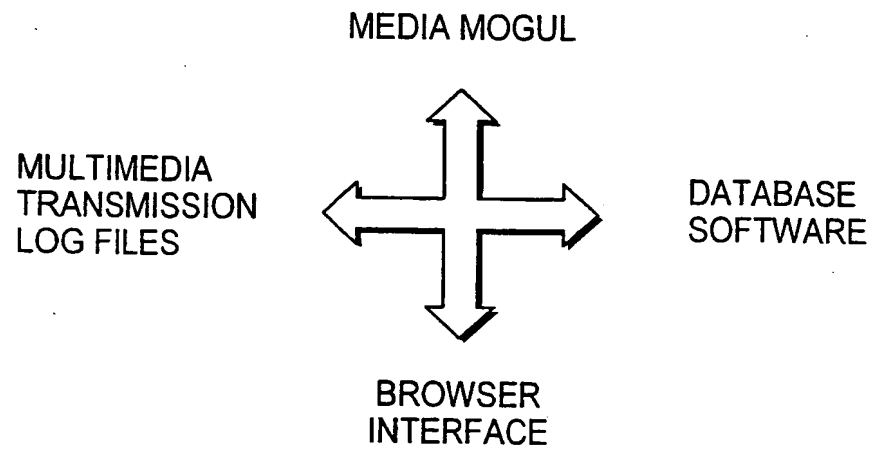 MEDIA MOGUL
MULTIMEDIA
TRANSMISSION
LOG FILES
DATABASE
SOFTWARE
BROWSER
INTERFACE